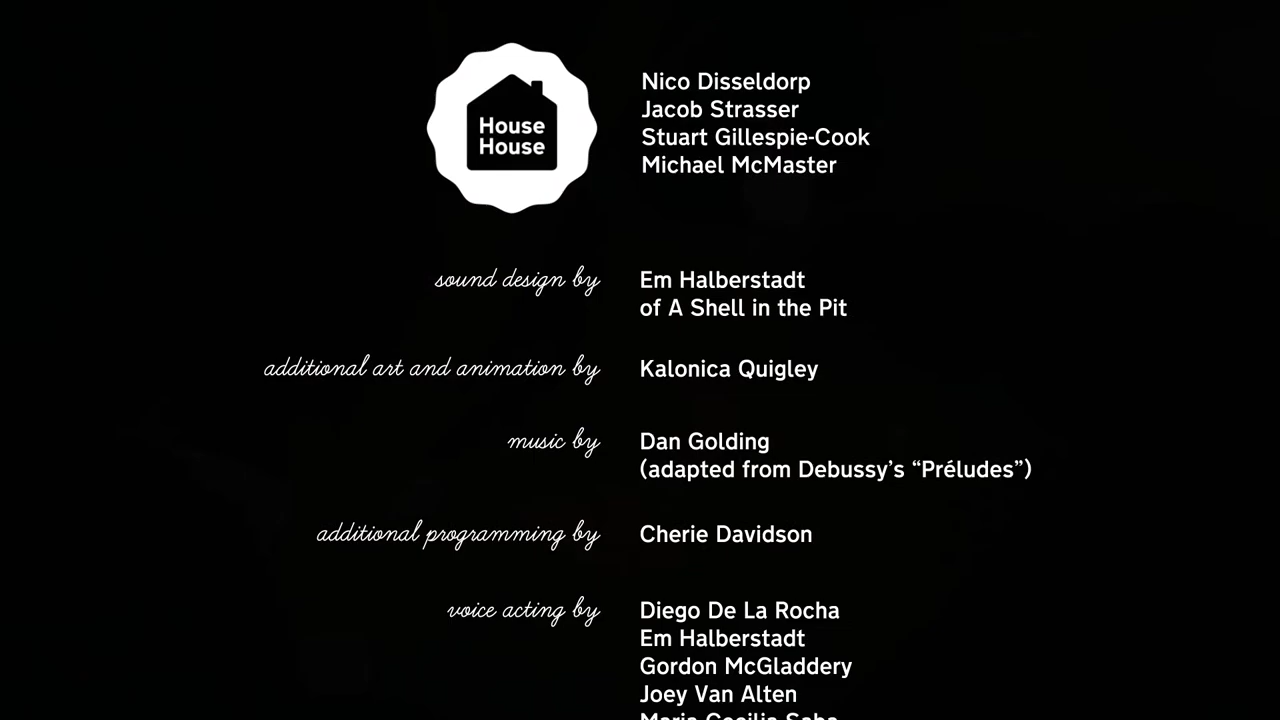 House
House
Nico Disseldorp
Jacob Strasser
Stuart Gillespie-Cook
Michael McMaster
sound design by
Em Halberstadt
of A Shell in the Pit
additional art and animation by
Kalonica Quigley
music by
Dan Golding
(adapted from Debussy’s “Préludes”)
additional programming by
Cherie Davidson
voice acting by
Diego De La Rocha
Em Halberstadt
Gordon McGladdery
Joey Van Alten